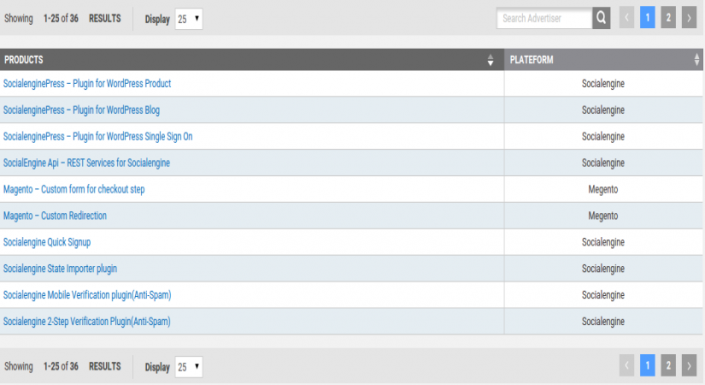 Showing 1-25 of 36 RESULTS Display 25 Search Advertiser 1 2
PRODUCTS PLATEFORM
SocialenginePress – Plugin for WordPress Product Socialengine
SocialenginePress – Plugin for WordPress Blog Socialengine
SocialenginePress – Plugin for WordPress Single Sign On Socialengine
SocialEngine Api – REST Services for Socialengine Socialengine
Magento – Custom form for checkout step Megento
Magento – Custom Redirection Megento
Socialengine Quick Signup Socialengine
Socialengine State Importer plugin Socialengine
Socialengine Mobile Verification plugin(Anti-Spam) Socialengine
Socialengine 2-Step Verification Plugin(Anti-Spam) Socialengine
Showing 1-25 of 36 RESULTS Display 25 1 2